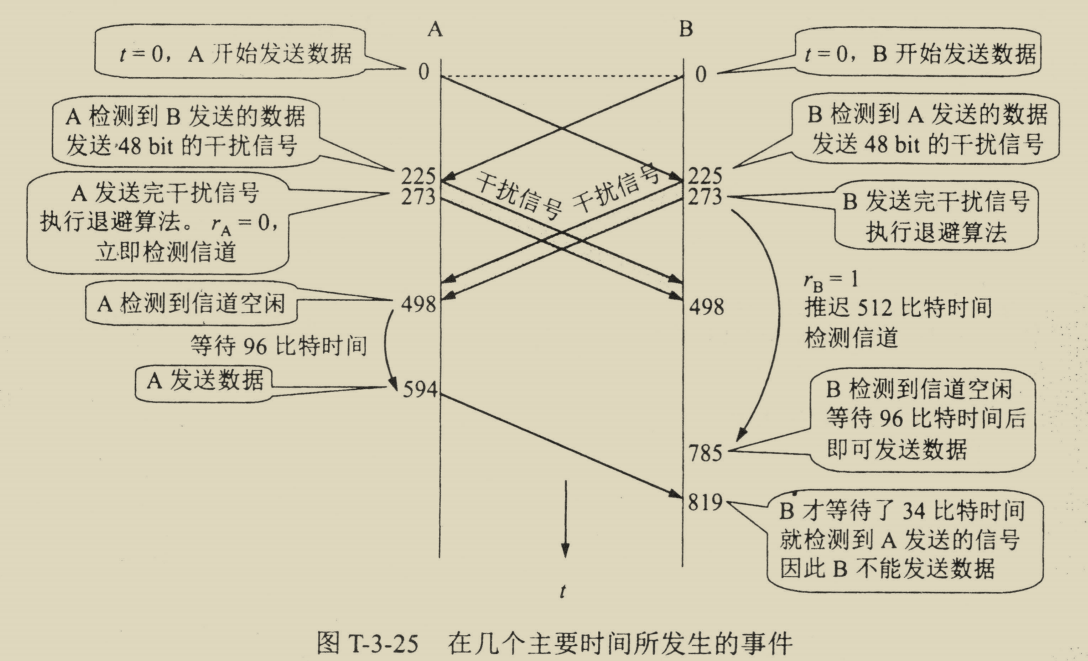 A
B
t = 0，A 开始发送数据
t = 0，B 开始发送数据
0
0
A 检测到 B 发送的数据
发送 48 bit 的干扰信号
B 检测到 A 发送的数据
发送 48 bit 的干扰信号
225
273
225
273
干扰信号
干扰信号
A 发送完干扰信号
执行退避算法。rA = 0，
立即检测信道
B 发送完干扰信号
执行退避算法
rB = 1
推迟 512 比特时间
检测信道
A 检测到信道空闲
498
498
等待 96 比特时间
A 发送数据
594
B 检测到信道空闲
等待 96 比特时间后
即可发送数据
785
819
B 才等待了 34 比特时间
就检测到 A 发送的信号
因此 B 不能发送数据
t
图 T-3-25 在几个主要时间所发生的事件